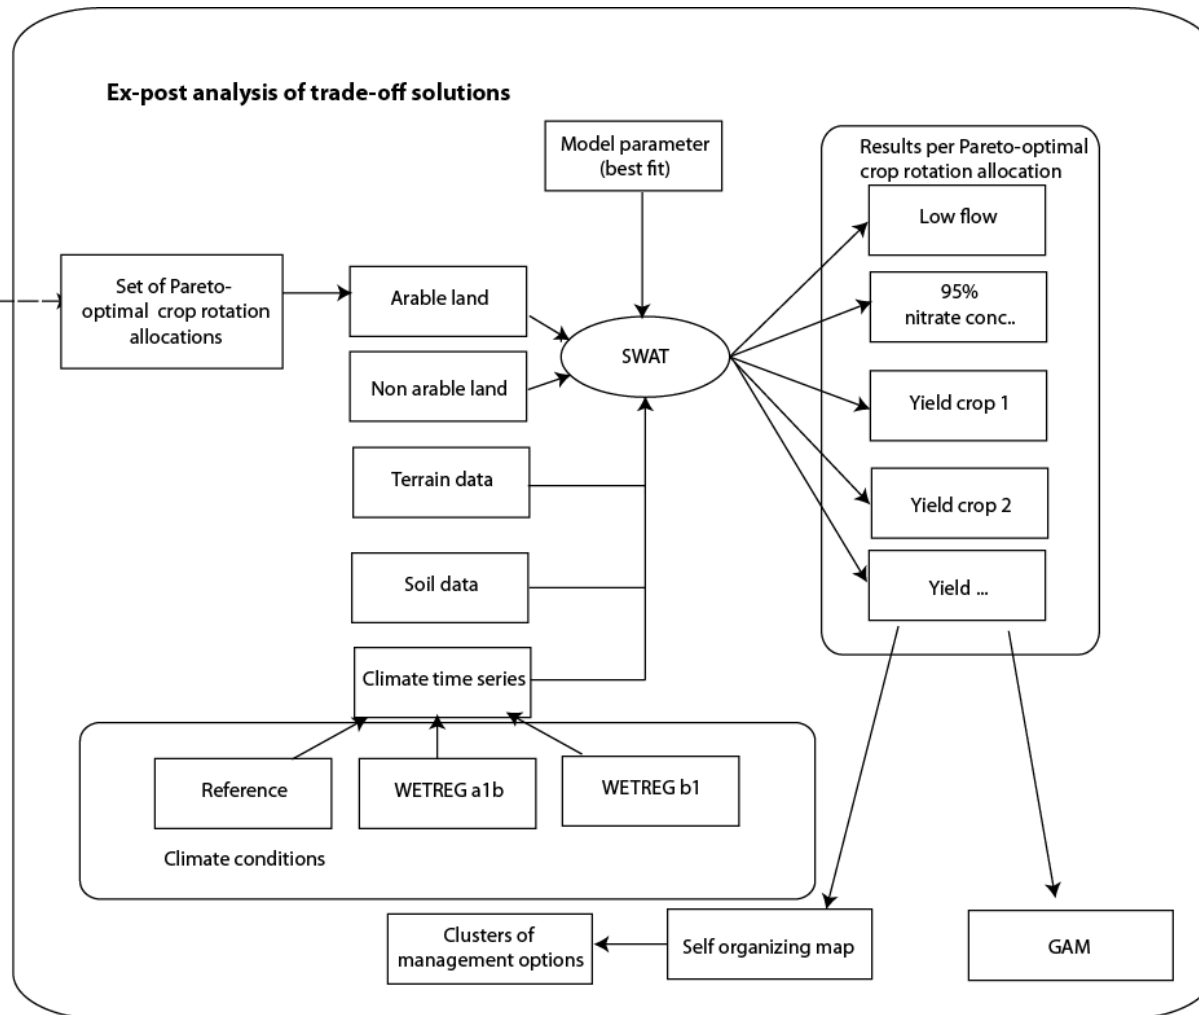 Ex-post analysis of trade-off solutions
Model parameter
(best fit)
Results per Pareto-optimal
crop rotation allocation
Low flow
Set of Pareto-
optimal crop rotation
allocations
Arable land
95%
nitrate conc..
SWAT
Non arable land
Yield crop 1
Terrain data
Yield crop 2
Soil data
Yield ...
Climate time series
Reference
WETREG a1b
WETREG b1
Climate conditions
Clusters of
management options
Self organizing map
GAM